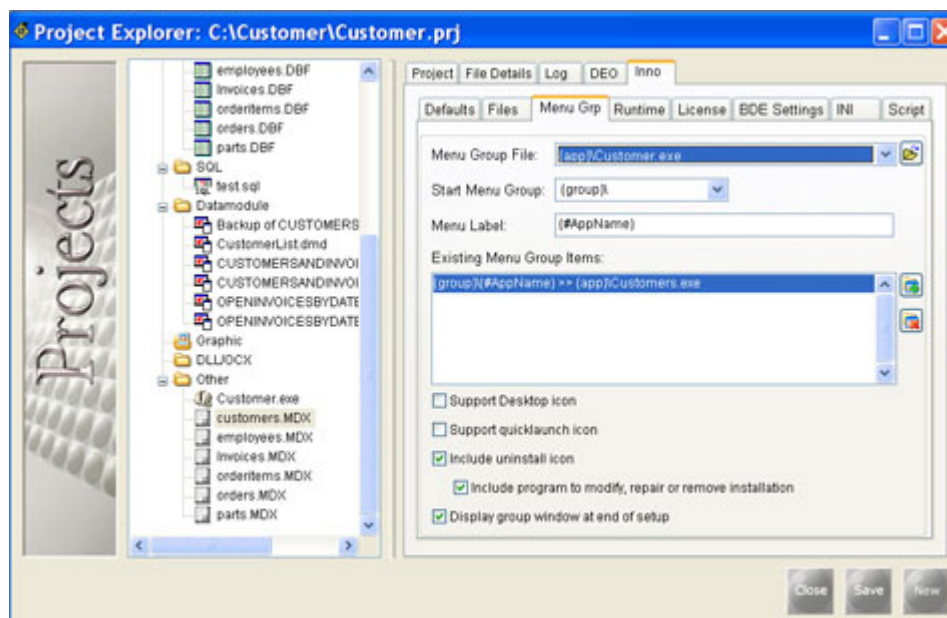 Project Explorer: C:\Customer\Customer.prj
Projects
employees.DBF
Invoices.DBF
orderitems.DBF
orders.DBF
parts.DBF
SQL
test.sql
Datamodule
Backup of CUSTOMERS
CustomerList.dmd
CUSTOMERSANDINVOI
CUSTOMERSANDINVOI
OPENINVOICESBYDATE
OPENINVOICESBYDATE
Graphic
DLL/OCX
Other
Customer.exe
customers.MDX
employees.MDX
Invoices.MDX
orderitems.MDX
orders.MDX
parts.MDX
Project File Details Log DEO Inno
Defaults Files Menu Grp Runtime License BDE Settings INI Script
Menu Group File: {app}\Customer.exe
Start Menu Group: {group}\
Menu Label: {#AppName}
Existing Menu Group Items:
{group}\{#AppName} >> {app}\Customers.exe
Support Desktop icon
Support quicklaunch icon
Include uninstall icon
Include program to modify, repair or remove installation
Display group window at end of setup
Close Save New